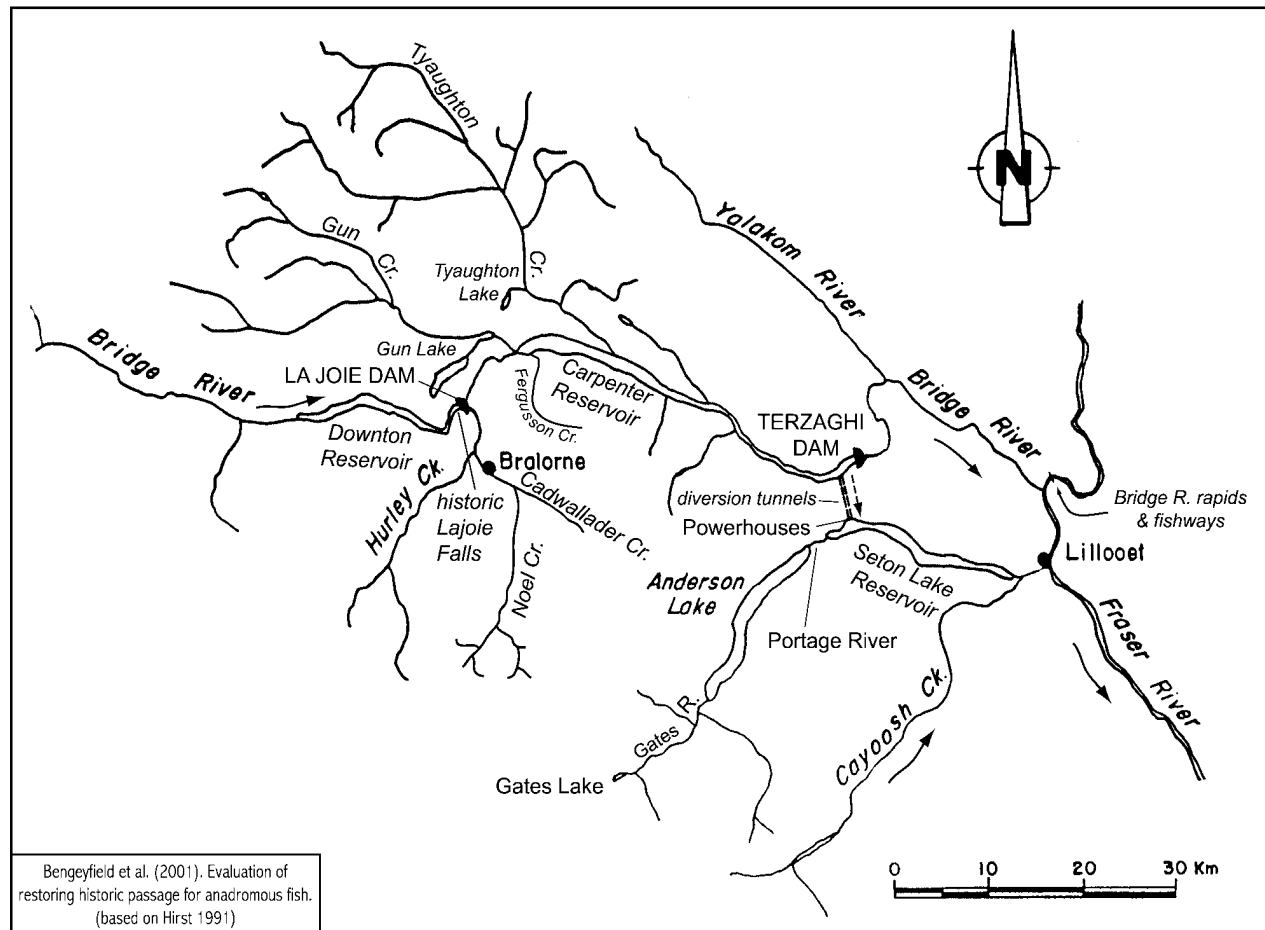 Tyaughton
Cr.
N
Yalakom River
Gun
Cr.
Tyaughton
Lake
Bridge River
Gun Lake
LA JOIE DAM
Carpenter
Reservoir
Fergusson Cr.
Downton
Reservoir
TERZAGHI
DAM
Bridge River
Bralorne
Cadwallader Cr.
Hurley Ck.
historic
Lajoie
Falls
Noel Cr.
diversion tunnels
Powerhouses
Bridge R. rapids
& fishways
Lillooet
Seton Lake
Reservoir
Anderson
Lake
Portage River
Fraser River
Cayoosh Ck.
Gates R.
Gates Lake
0 10 20 30 Km
Bengeyfield et al. (2001). Evaluation of
restoring historic passage for anadromous fish.
(based on Hirst 1991)